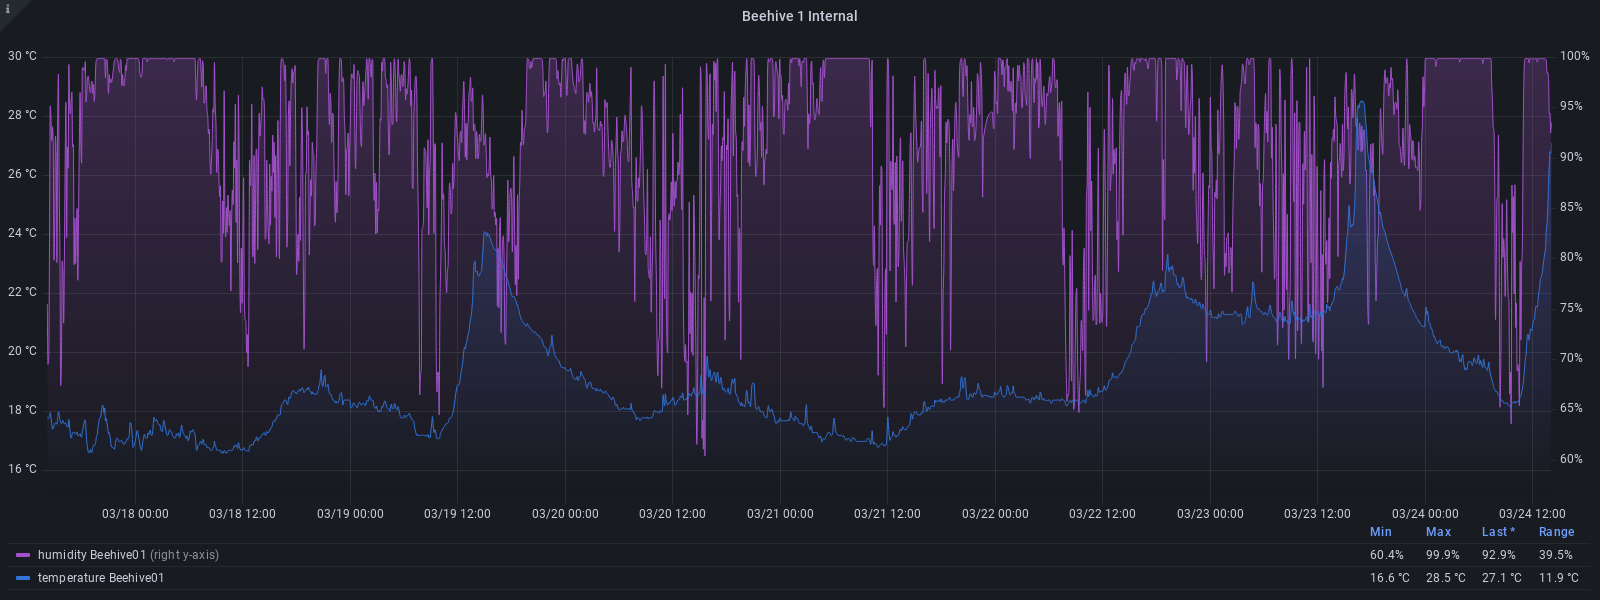 i
Beehive 1 Internal
30 °C 100%
28 °C 95%
26 °C 90%
24 °C 85%
22 °C 80%
20 °C 75%
18 °C 70%
16 °C 65%
60%
03/18 00:00 03/18 12:00 03/19 00:00 03/19 12:00 03/20 00:00 03/20 12:00 03/21 00:00 03/21 12:00 03/22 00:00 03/22 12:00 03/23 00:00 03/23 12:00 03/24 00:00 03/24 12:00
Min Max Last * Range
humidity Beehive01 (right y-axis) 60.4% 99.9% 92.9% 39.5%
temperature Beehive01 16.6 °C 28.5 °C 27.1 °C 11.9 °C